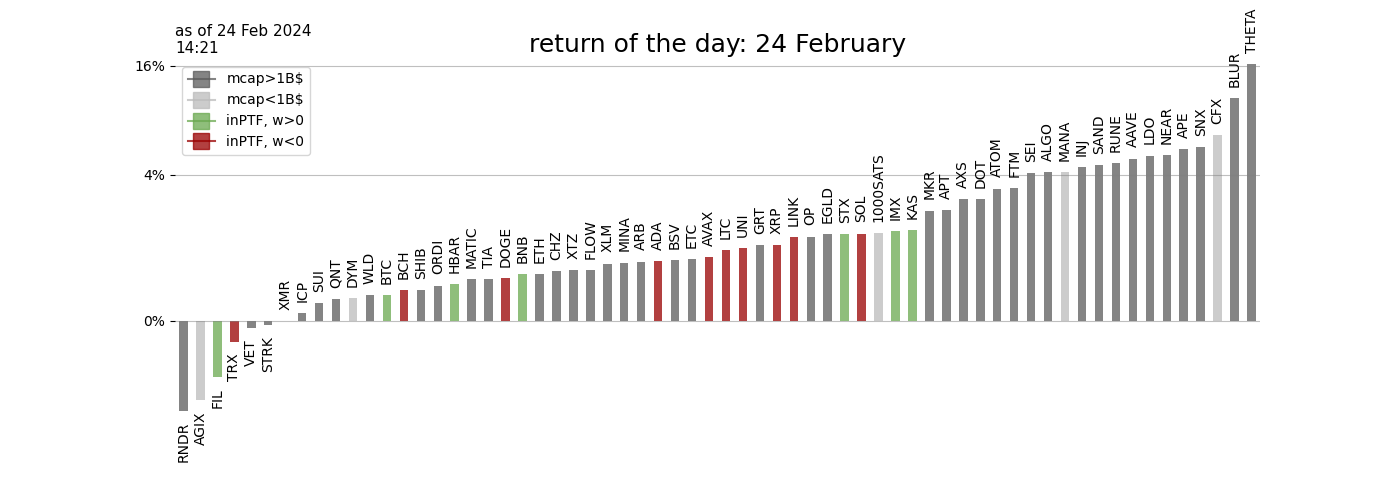 as of 24 Feb 2024
14:21
return of the day: 24 February
16%
4%
0%
mcap>1B$
mcap<1B$
inPTF, w>0
inPTF, w<0
RNDR
AGIX
FIL
TRX
VET
STRK
XMR
ICP
SUI
QNT
DYM
WLD
BTC
BCH
SHIB
ORDI
HBAR
MATIC
TIA
DOGE
BNB
ETH
CHZ
XTZ
FLOW
XLM
MINA
ARB
ADA
BSV
ETC
AVAX
LTC
UNI
GRT
XRP
LINK
OP
EGLD
STX
SOL
1000SATS
IMX
KAS
MKR
APT
AXS
DOT
ATOM
FTM
SEI
ALGO
MANA
INJ
SAND
RUNE
AAVE
LDO
NEAR
APE
SNX
CFX
BLUR
THETA